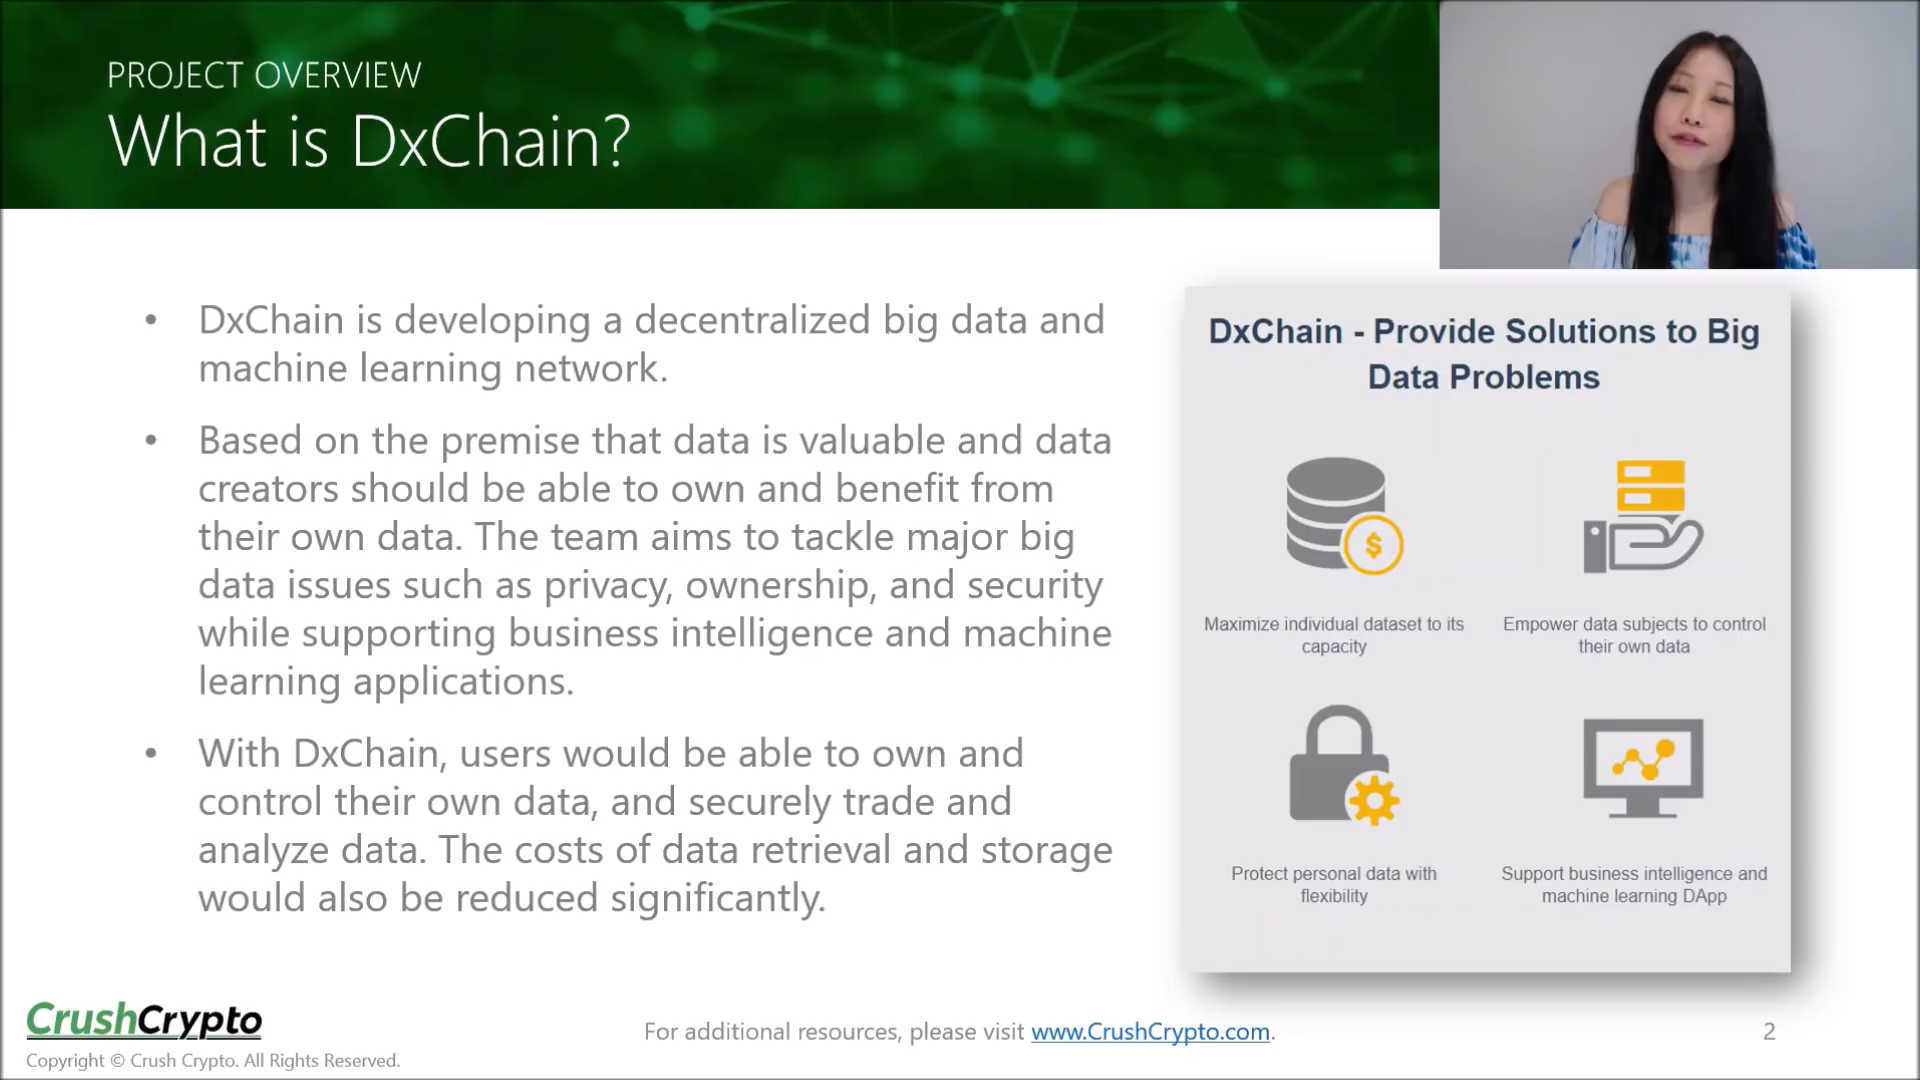 PROJECT OVERVIEW
What is DxChain?
• DxChain is developing a decentralized big data and
machine learning network.
• Based on the premise that data is valuable and data
creators should be able to own and benefit from
their own data. The team aims to tackle major big
data issues such as privacy, ownership, and security
while supporting business intelligence and machine
learning applications.
• With DxChain, users would be able to own and
control their own data, and securely trade and
analyze data. The costs of data retrieval and storage
would also be reduced significantly.
DxChain - Provide Solutions to Big
Data Problems
$
Maximize individual dataset to its
capacity
Empower data subjects to control
their own data
Protect personal data with
flexibility
Support business intelligence and
machine learning DApp
CrushCrypto
Copyright © Crush Crypto. All Rights Reserved.
For additional resources, please visit www.CrushCrypto.com.
2